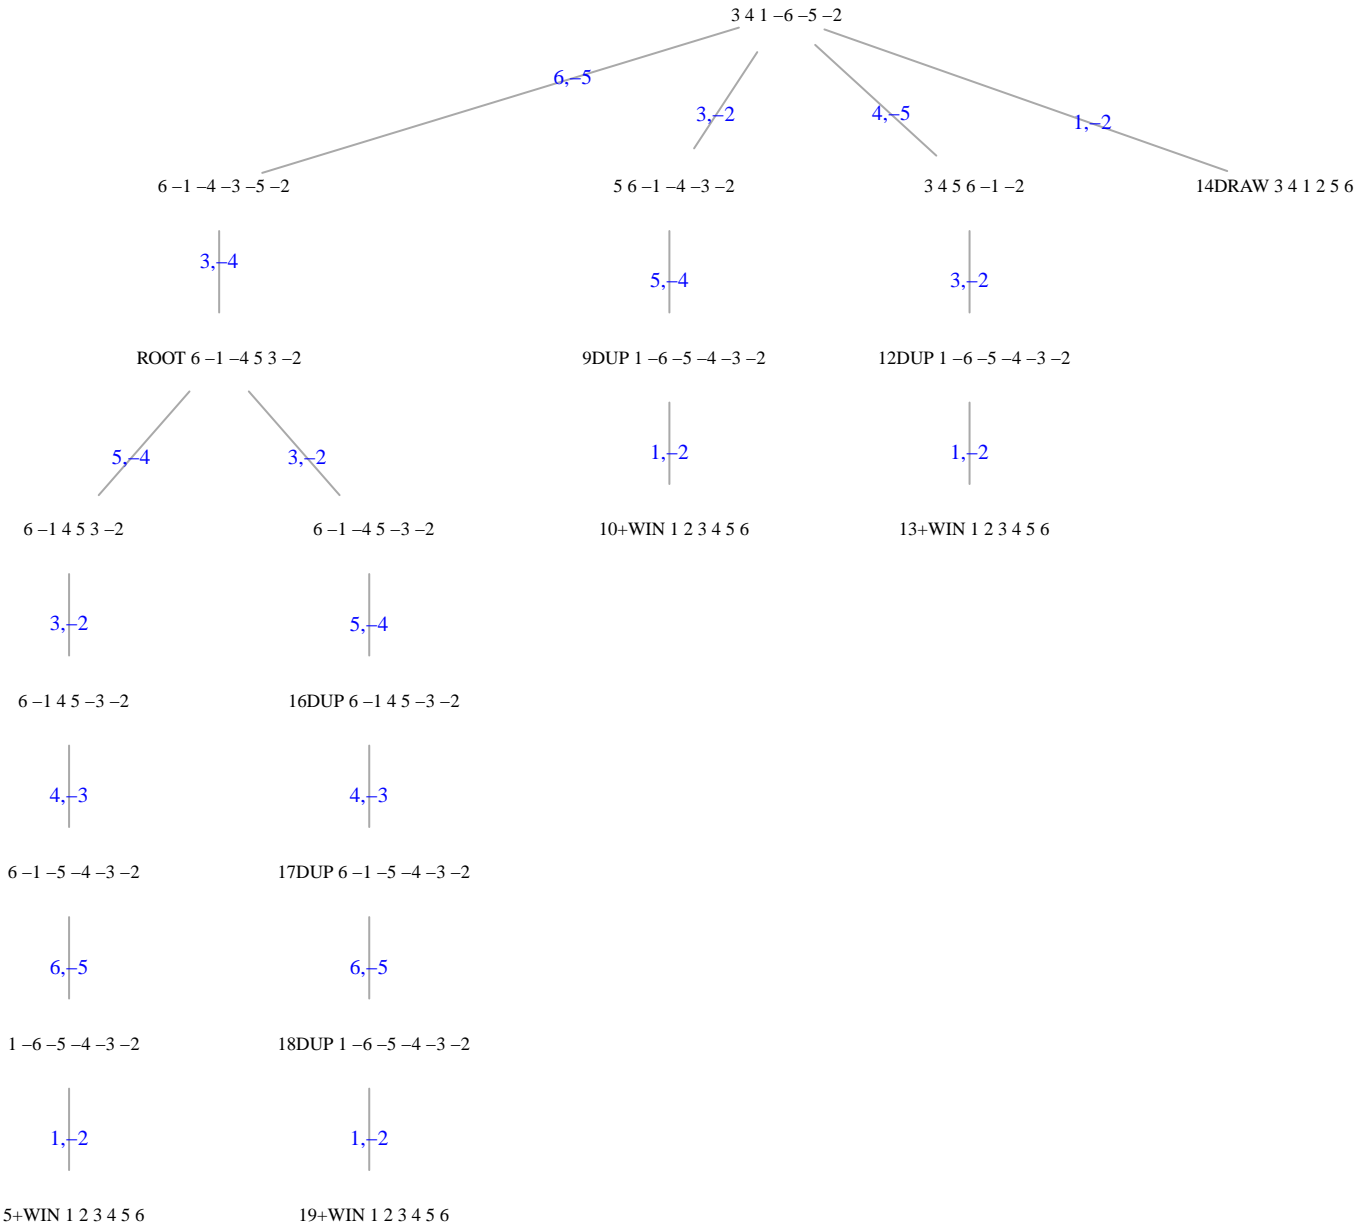 3 4 1 –6 –5 –2
6,–5
3,–2
4,–5
1,–2
6 –1 –4 –3 –5 –2
5 6 –1 –4 –3 –2
3 4 5 6 –1 –2
14DRAW 3 4 1 2 5 6
3,–4
5,–4
3,–2
ROOT 6 –1 –4 5 3 –2
9DUP 1 –6 –5 –4 –3 –2
12DUP 1 –6 –5 –4 –3 –2
5,–4
3,–2
1,–2
1,–2
6 –1 4 5 3 –2
6 –1 –4 5 –3 –2
10+WIN 1 2 3 4 5 6
13+WIN 1 2 3 4 5 6
3,–2
5,–4
6 –1 4 5 –3 –2
16DUP 6 –1 4 5 –3 –2
4,–3
4,–3
6 –1 –5 –4 –3 –2
17DUP 6 –1 –5 –4 –3 –2
6,–5
6,–5
1 –6 –5 –4 –3 –2
18DUP 1 –6 –5 –4 –3 –2
1,–2
1,–2
5+WIN 1 2 3 4 5 6
19+WIN 1 2 3 4 5 6